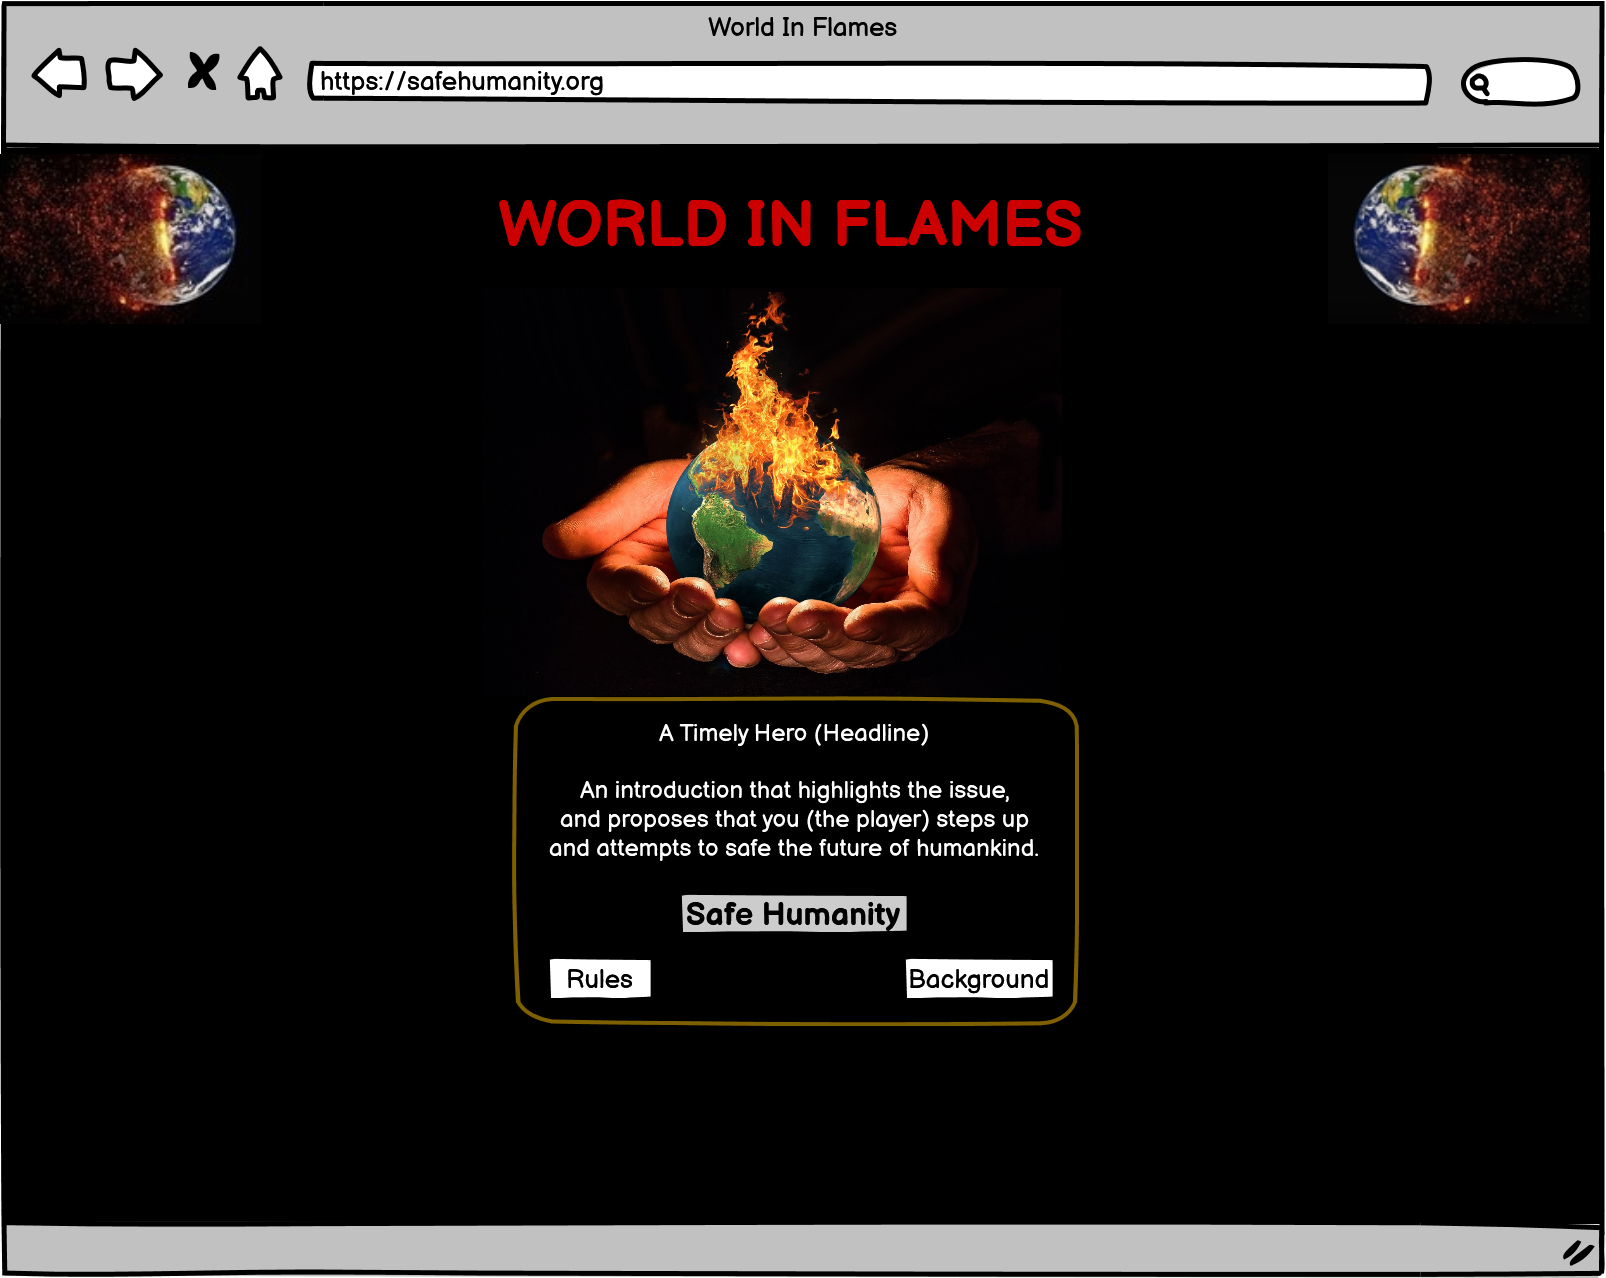 World In Flames
https://safehumanity.org
WORLD IN FLAMES
A Timely Hero (Headline)
An introduction that highlights the issue,
and proposes that you (the player) steps up
and attempts to safe the future of humankind.
Safe Humanity
Rules
Background